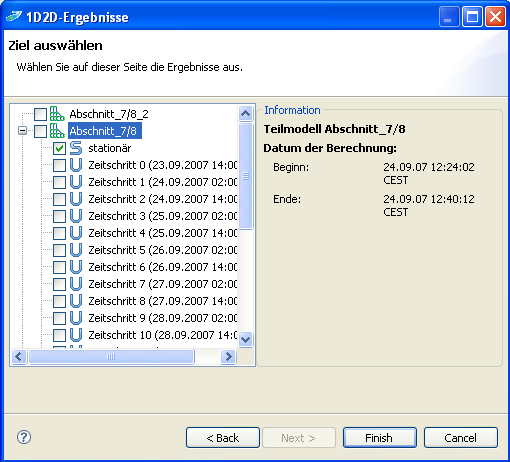 1D2D-Ergebnisse
Ziel auswählen
Wählen Sie auf dieser Seite die Ergebnisse aus.
Abschnitt_7/8_2
Abschnitt_7/8
stationär
Zeitschritt 0 (23.09.2007 14:00
Zeitschritt 1 (24.09.2007 02:00
Zeitschritt 2 (24.09.2007 14:00
Zeitschritt 3 (25.09.2007 02:00
Zeitschritt 4 (25.09.2007 14:00
Zeitschritt 5 (26.09.2007 02:00
Zeitschritt 6 (26.09.2007 14:00
Zeitschritt 7 (27.09.2007 02:00
Zeitschritt 8 (27.09.2007 14:00
Zeitschritt 9 (28.09.2007 02:00
Zeitschritt 10 (28.09.2007 14:0
Information
Teilmodell Abschnitt_7/8
Datum der Berechnung:
Beginn: 24.09.07 12:24:02
CEST
Ende: 24.09.07 12:40:12
CEST
?
< Back
Next >
Finish
Cancel